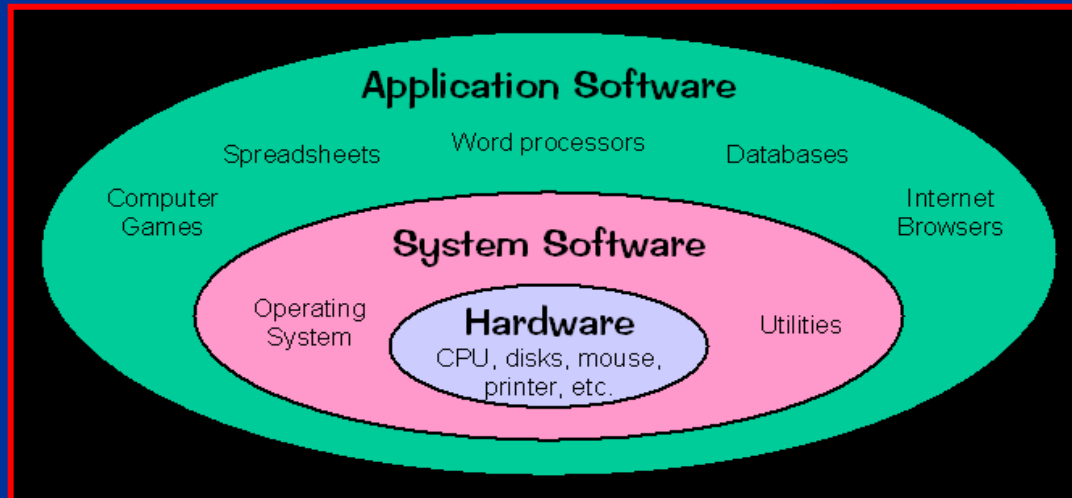 Application Software
Word processors
Spreadsheets
Databases
Computer
Games
Internet
Browsers
System Software
Operating
System
Utilities
Hardware
CPU, disks, mouse,
printer, etc.